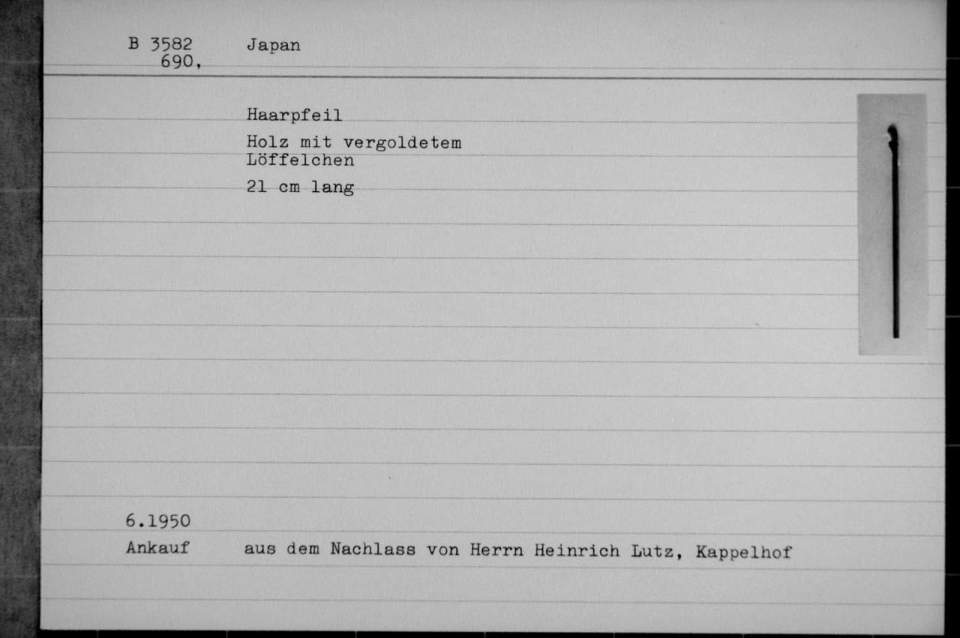 B 3582 Japan
690,
Haarpfeil
Holz mit vergoldetem
Löffelchen
21 cm lang
6.1950
Ankauf aus dem Nachlass von Herrn Heinrich Lutz, Kappelhof